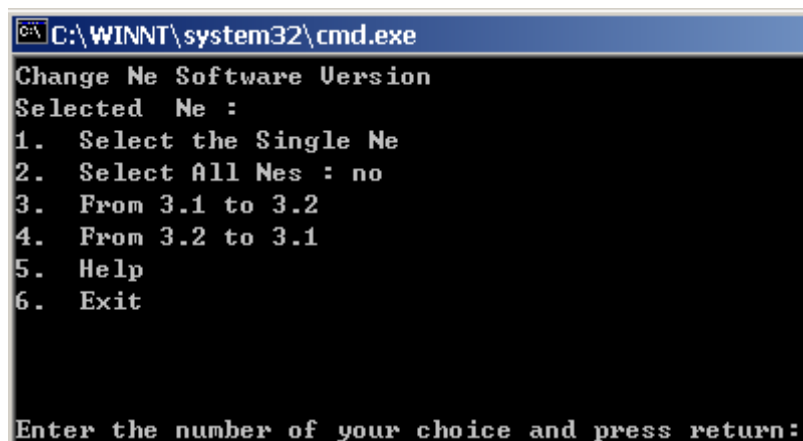 C:\WINNT\system32\cmd.exe
Change Ne Software Version
Selected  Ne :
1.  Select the Single Ne
2.  Select All Nes : no
3.  From 3.1 to 3.2
4.  From 3.2 to 3.1
5.  Help
6.  Exit
Enter the number of your choice and press return: